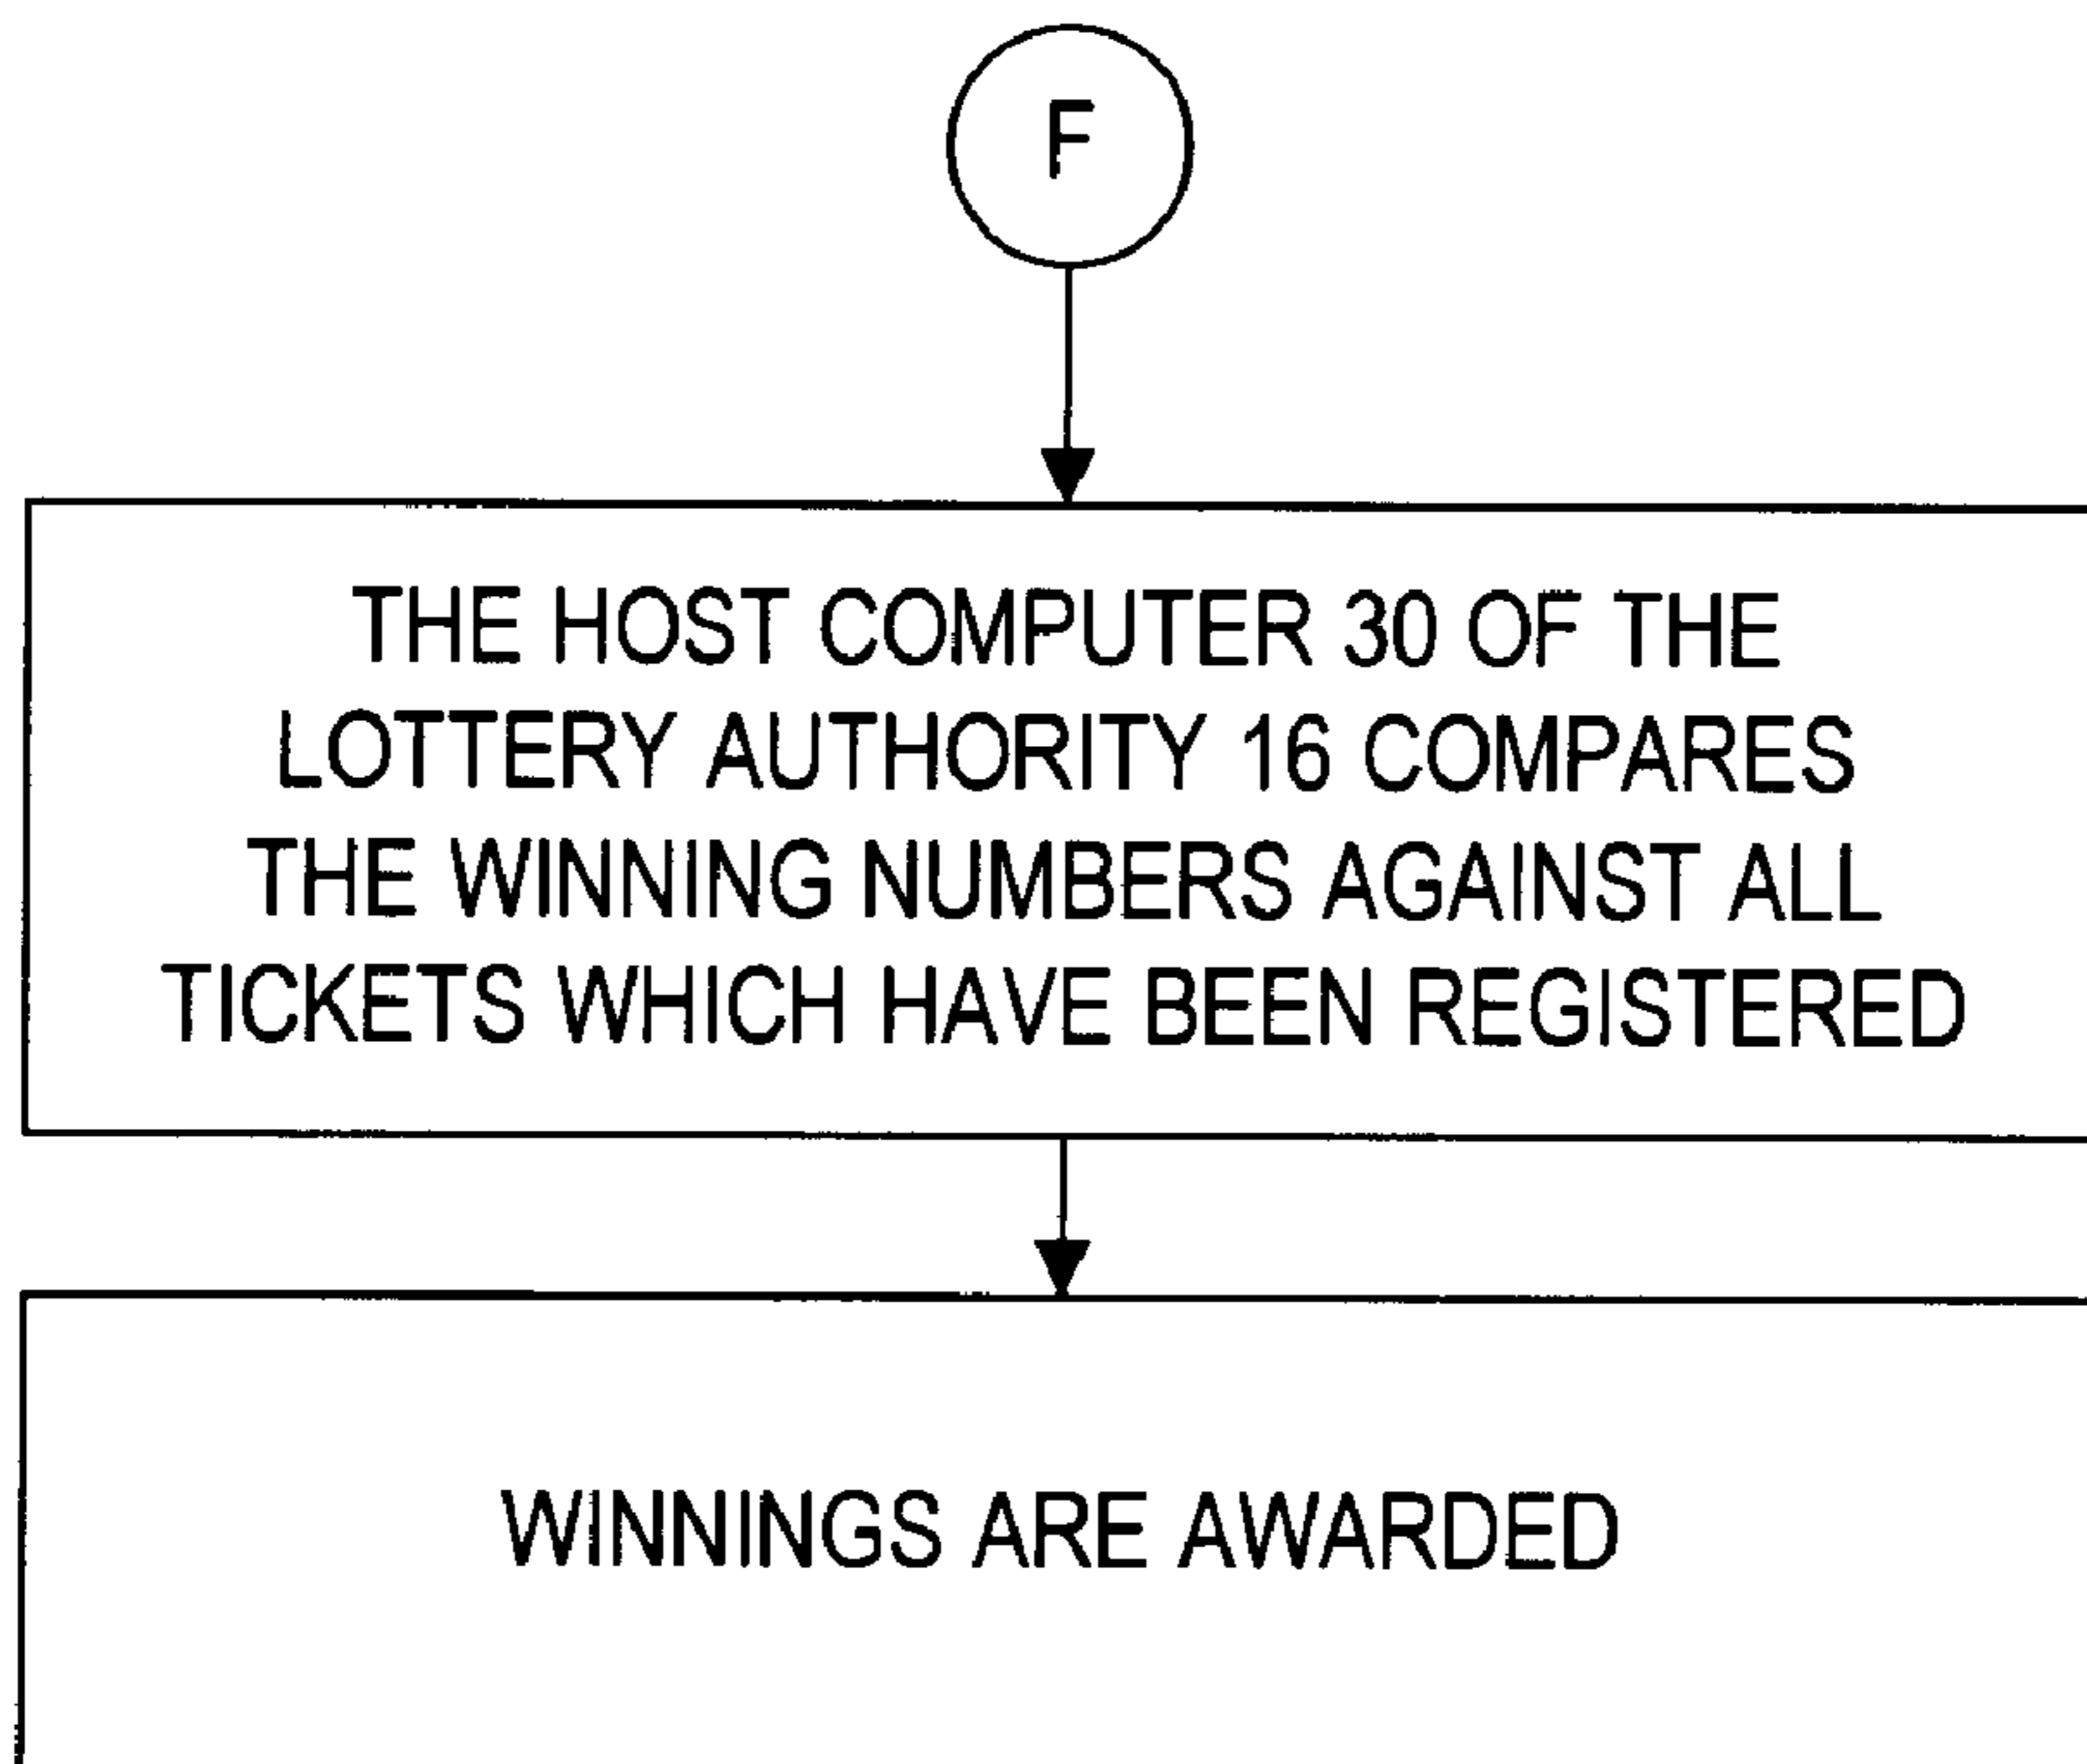 F
THE HOST COMPUTER 30 OF THE
LOTTERY AUTHORITY 16 COMPARES
THE WINNING NUMBERS AGAINST ALL
TICKETS WHICH HAVE BEEN REGISTERED
WINNINGS ARE AWARDED